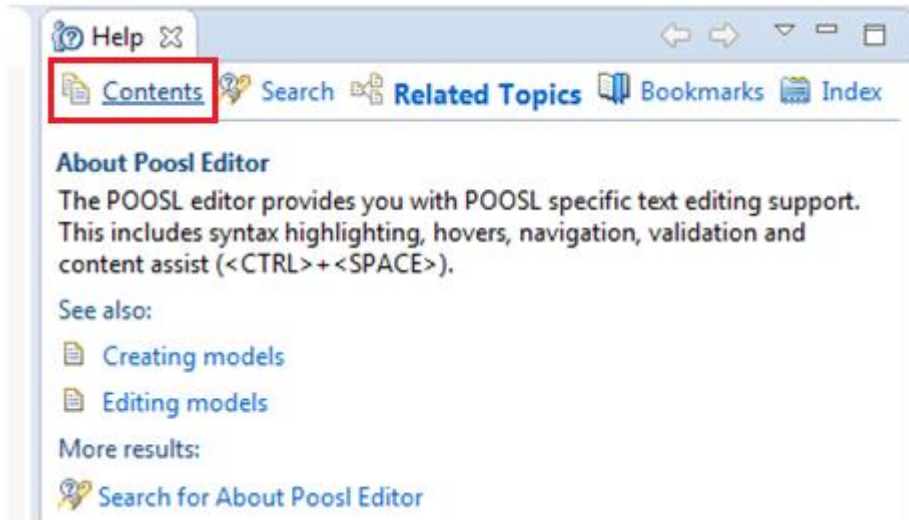 Help
Contents Search Related Topics Bookmarks Index
About Poosl Editor
The POOSL editor provides you with POOSL specific text editing support.
This includes syntax highlighting, hovers, navigation, validation and
content assist (<CTRL>+<SPACE>).
See also:
Creating models
Editing models
More results:
Search for About Poosl Editor